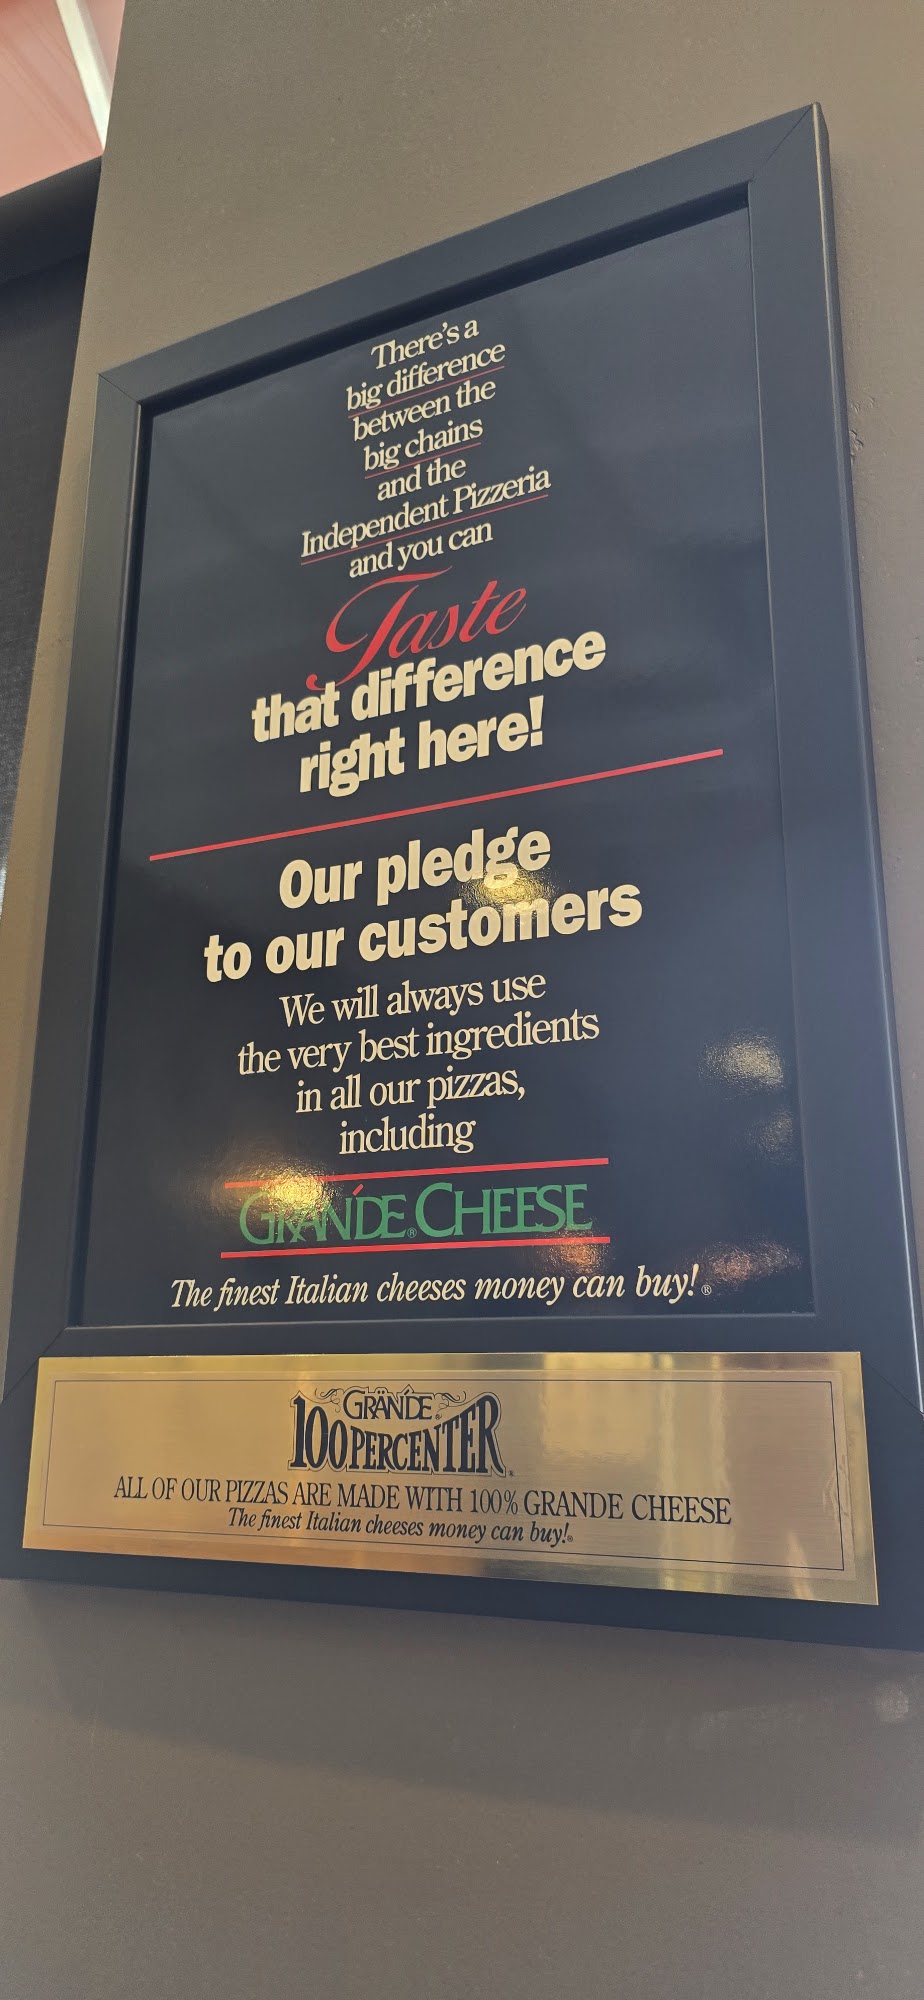 There's a
big difference
between the
big chains
and the
Independent Pizzeria
and you can
Taste
that difference
right here!
Our pledge
to our customers
We will always use
the very best ingredients
in all our pizzas,
including
GRANDE® CHEESE
The finest Italian cheeses money can buy!®
GRANDE®
100 PERCENTER
ALL OF OUR PIZZAS ARE MADE WITH 100% GRANDE CHEESE
The finest Italian cheeses money can buy!®